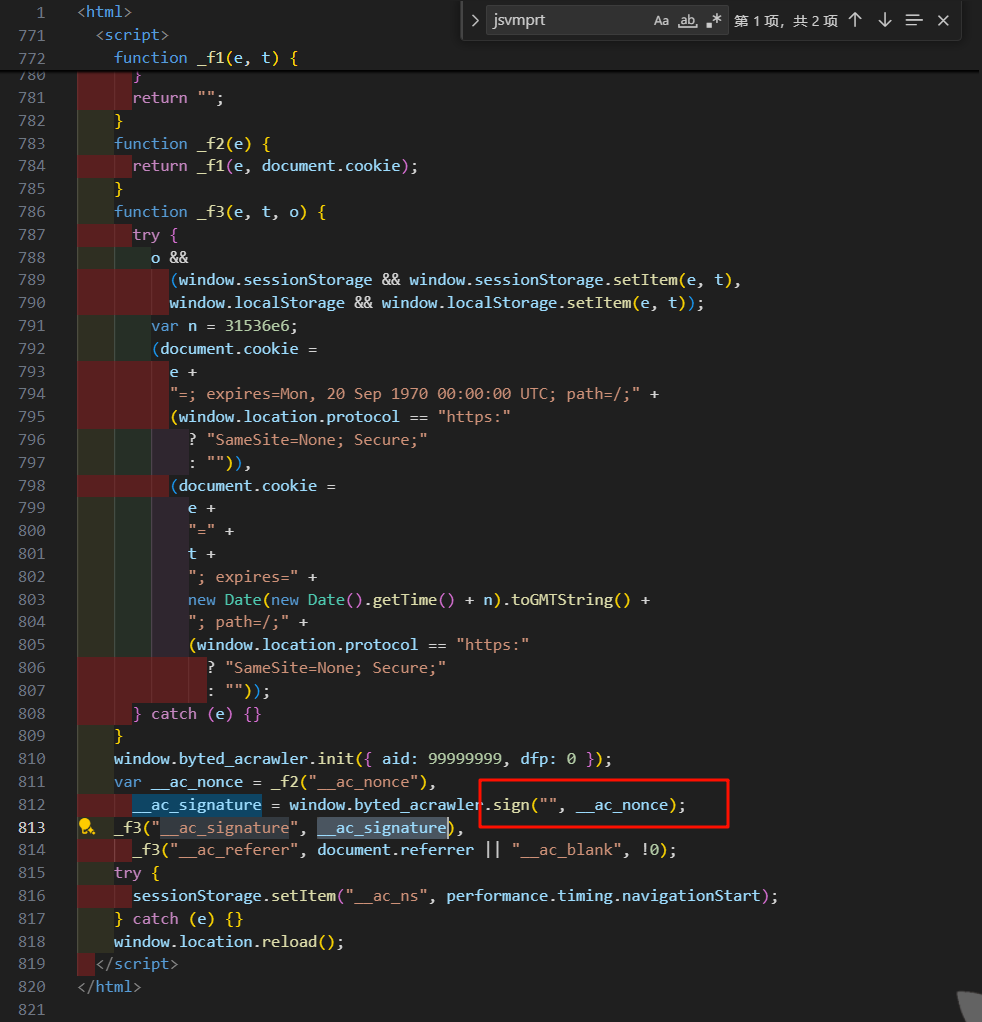 jsvmprt Aa ab .* 第 1 项，共 2 项
1 <html>
771 <script>
772 function _f1(e, t) {
780 }
781 return "";
782 }
783 function _f2(e) {
784 return _f1(e, document.cookie);
785 }
786 function _f3(e, t, o) {
787 try {
788 o &&
789 (window.sessionStorage && window.sessionStorage.setItem(e, t),
790 window.localStorage && window.localStorage.setItem(e, t));
791 var n = 31536e6;
792 (document.cookie =
793 e +
794 "=; expires=Mon, 20 Sep 1970 00:00:00 UTC; path=/;" +
795 (window.location.protocol == "https:"
796 ? "SameSite=None; Secure;"
797 : "")),
798 (document.cookie =
799 e +
800 "=" +
801 t +
802 "; expires=" +
803 new Date(new Date().getTime() + n).toGMTString() +
804 "; path=/;" +
805 (window.location.protocol == "https:"
806 ? "SameSite=None; Secure;"
807 : ""));
808 } catch (e) {}
809 }
810 window.byted_acrawler.init({ aid: 99999999, dfp: 0 });
811 var __ac_nonce = _f2("__ac_nonce"),
812 __ac_signature = window.byted_acrawler.sign("", __ac_nonce);
813 _f3("__ac_signature", __ac_signature),
814 _f3("__ac_referer", document.referrer || "__ac_blank", !0);
815 try {
816 sessionStorage.setItem("__ac_ns", performance.timing.navigationStart);
817 } catch (e) {}
818 window.location.reload();
819 </script>
820 </html>
821